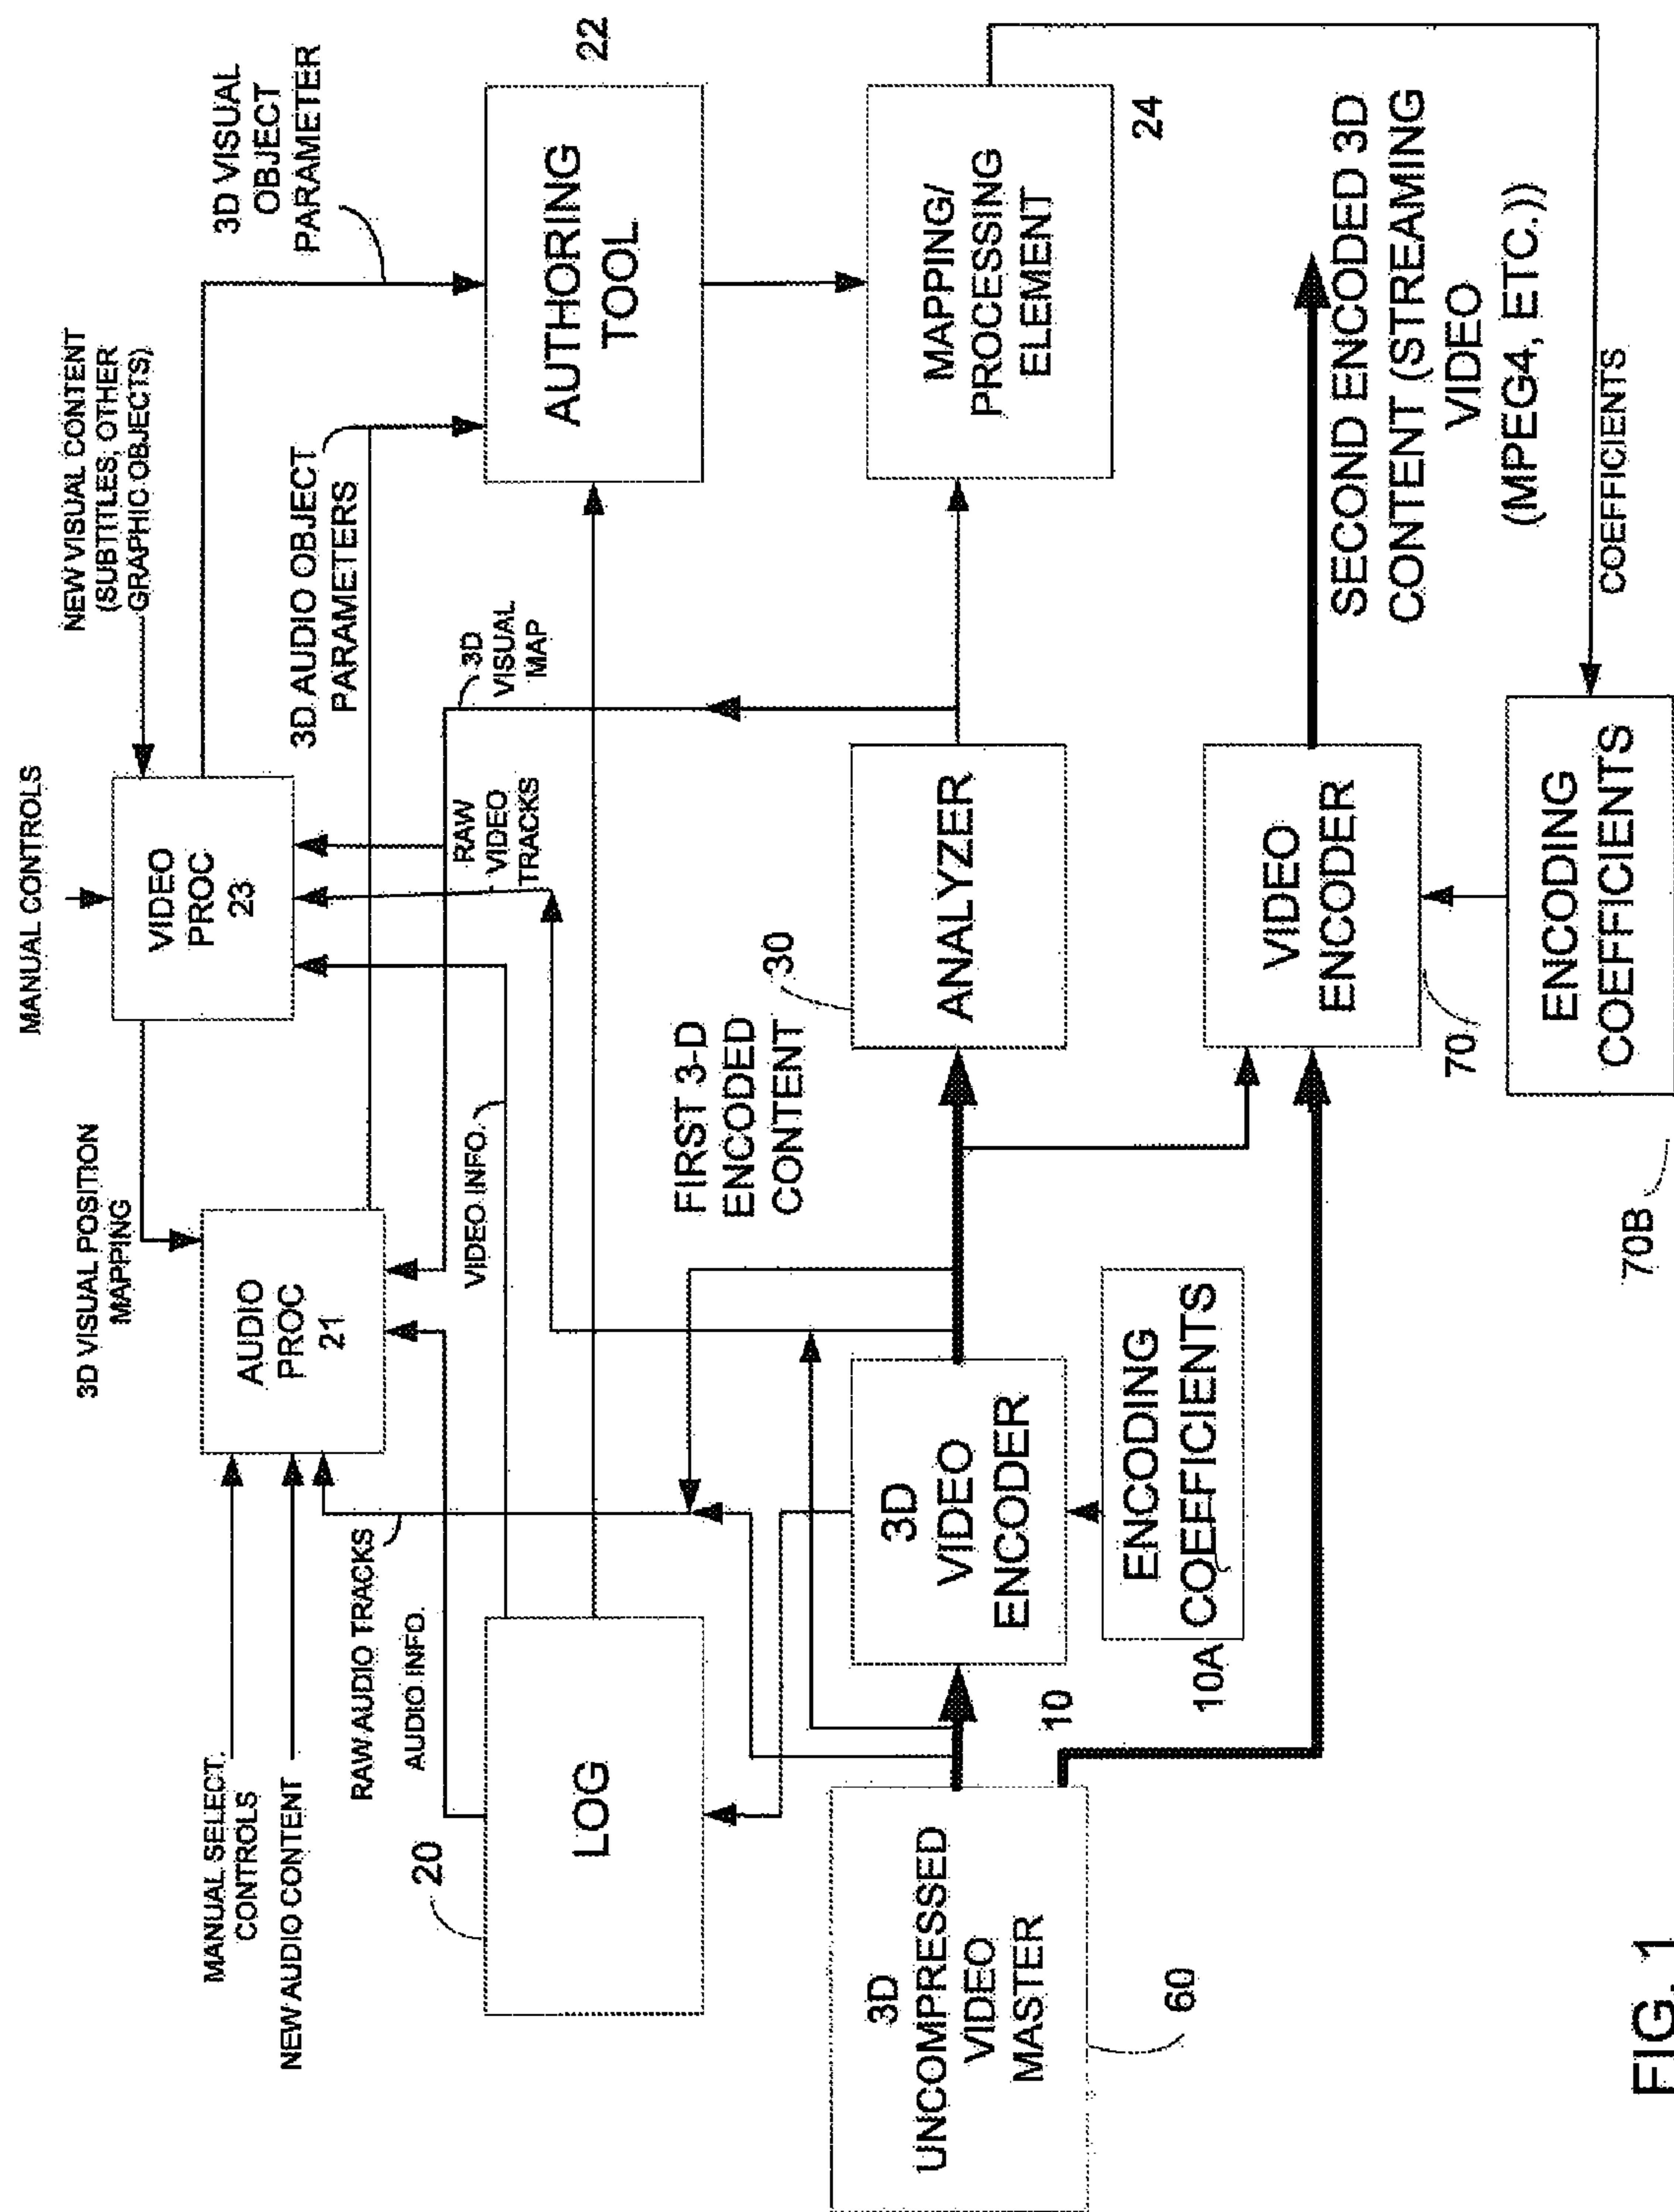 MANUAL CONTROLS
NEW VISUAL CONTENT
(SUBTITLES, OTHER
GRAPHIC OBJECTS)
3D VISUAL
OBJECT
PARAMETER
3D VISUAL POSITION
MAPPING
VIDEO
PROC
23
MANUAL SELECT.
CONTROLS
NEW AUDIO CONTENT
AUDIO
PROC
21
3D AUDIO OBJECT
PARAMETERS
RAW AUDIO TRACKS
AUDIO INFO.
VIDEO INFO.
RAW
VIDEO
TRACKS
3D
VISUAL
MAP
20
LOG
AUTHORING
TOOL
22
FIRST 3-D
ENCODED
CONTENT
30
3D
UNCOMPRESSED
VIDEO
MASTER
60
3D
VIDEO
ENCODER
10
ANALYZER
MAPPING/
PROCESSING
ELEMENT
24
10A
ENCODING
COEFFICIENTS
VIDEO
ENCODER
70
SECOND ENCODED 3D
CONTENT (STREAMING
VIDEO
(MPEG4, ETC.))
70B
ENCODING
COEFFICIENTS
COEFFICIENTS
FIG. 1